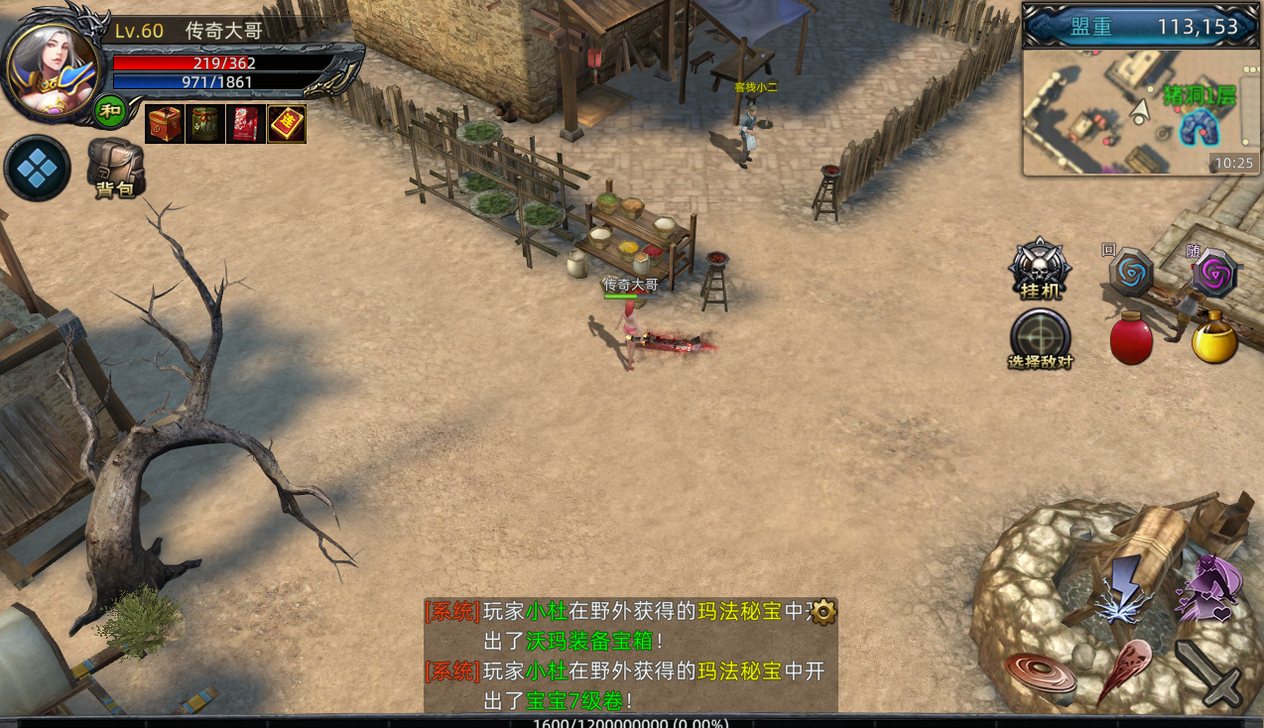 Lv.60 传奇大哥
219/362
971/1861
和
背包
盟重 113,153
猪洞1层
10:25
客栈小二
传奇大哥
回
随
挂机
选择敌对
[系统]玩家小杜在野外获得的玛法秘宝中开
出了沃玛装备宝箱！
[系统]玩家小杜在野外获得的玛法秘宝中开
出了宝宝7级卷！
1600/1200000000 (0.00%)